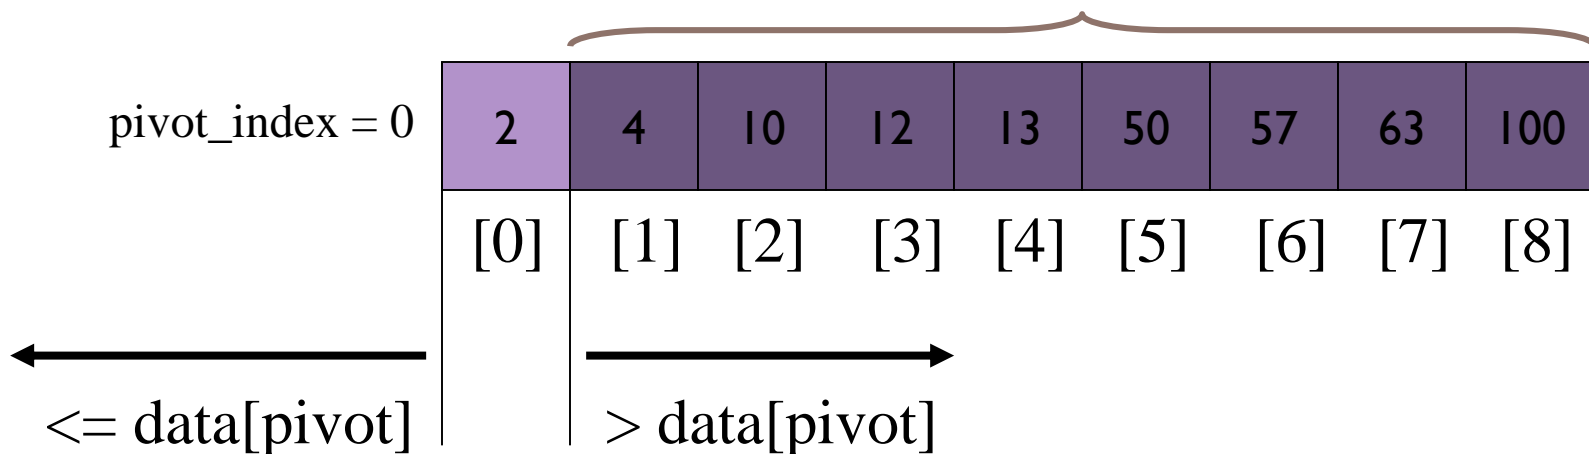 pivot_index = 0 2 4 10 12 13 50 57 63 100
[0] [1] [2] [3] [4] [5] [6] [7] [8]
<= data[pivot] > data[pivot]